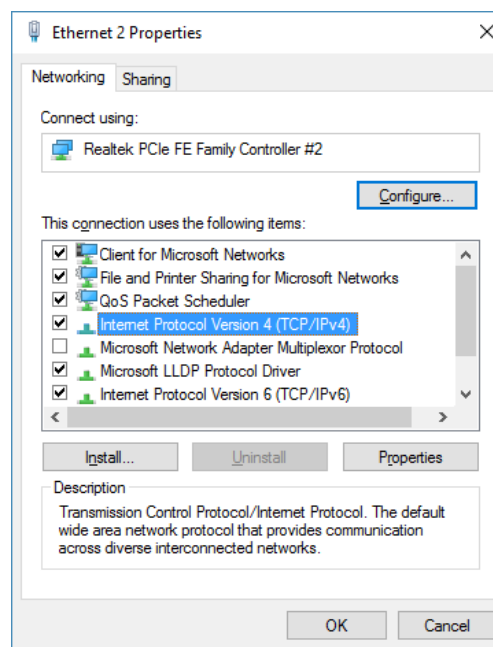 Ethernet 2 Properties
Networking
Sharing
Connect using:
Realtek PCIe FE Family Controller #2
Configure...
This connection uses the following items:
Client for Microsoft Networks
File and Printer Sharing for Microsoft Networks
QoS Packet Scheduler
Internet Protocol Version 4 (TCP/IPv4)
Microsoft Network Adapter Multiplexor Protocol
Microsoft LLDP Protocol Driver
Internet Protocol Version 6 (TCP/IPv6)
Install...
Uninstall
Properties
Description
Transmission Control Protocol/Internet Protocol. The default
wide area network protocol that provides communication
across diverse interconnected networks.
OK
Cancel